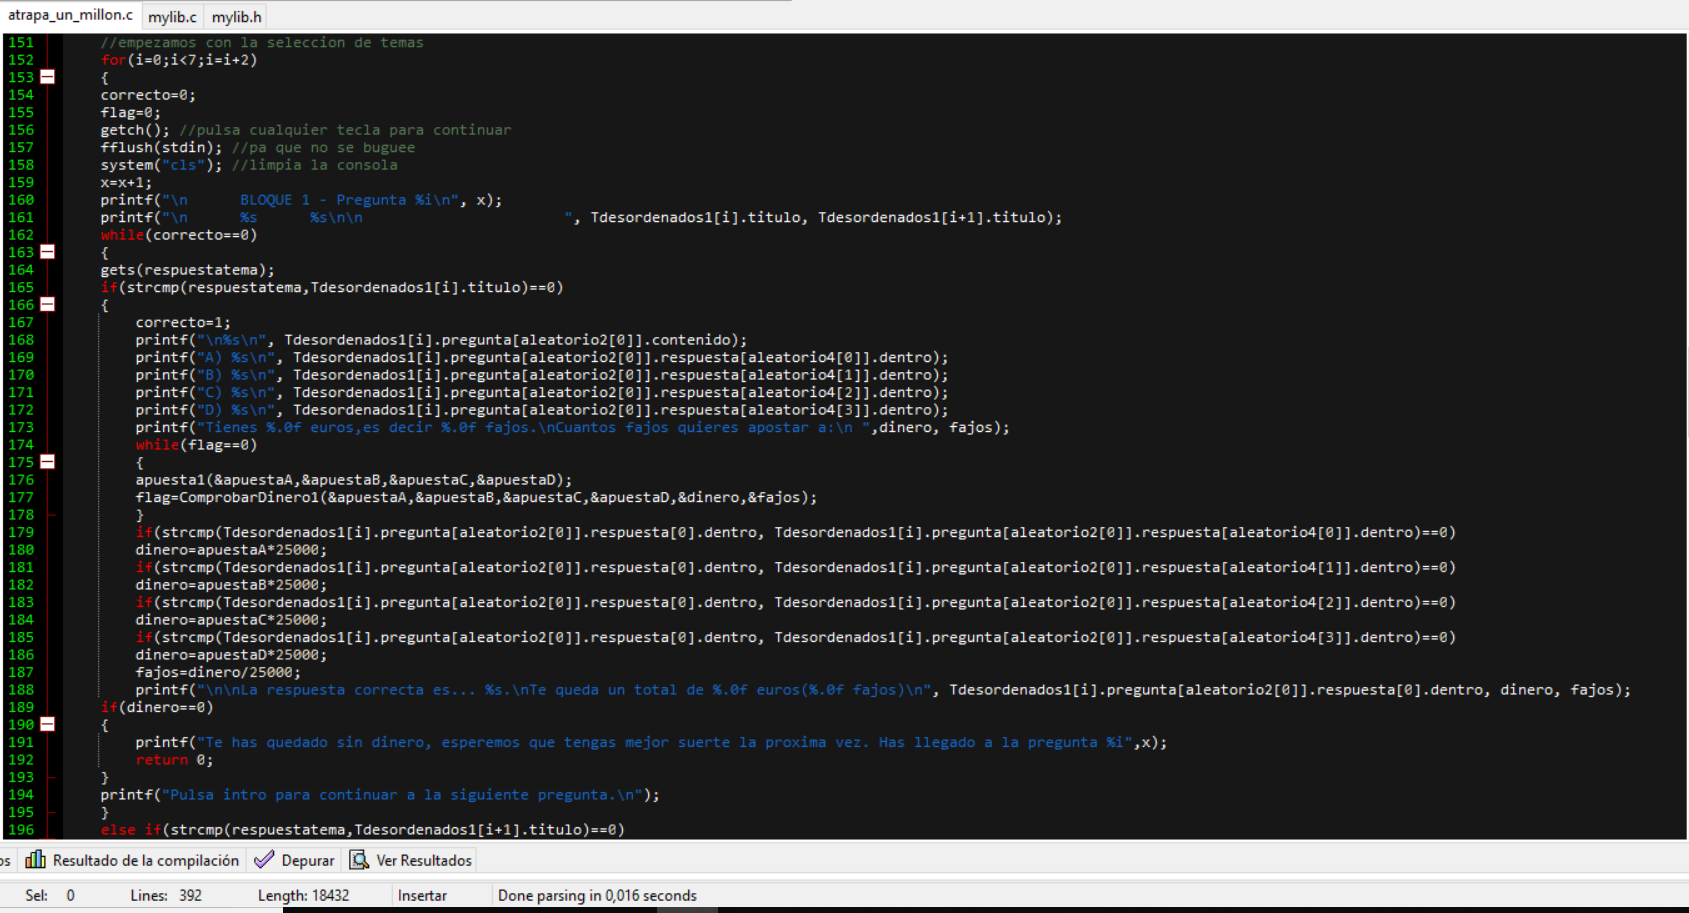 atrapa_un_millon.c mylib.c mylib.h
151 //empezamos con la seleccion de temas
152 for(i=0;i<7;i=i+2)
153 {
154 correcto=0;
155 flag=0;
156 getch(); //pulsa cualquier tecla para continuar
157 fflush(stdin); //pa que no se buguee
158 system("cls"); //limpia la consola
159 x=x+1;
160 printf("\n      BLOQUE 1 - Pregunta %i\n", x);
161 printf("\n      %s      %s\n\n                       ", Tdesordenados1[i].titulo, Tdesordenados1[i+1].titulo);
162 while(correcto==0)
163 {
164 gets(respuestatema);
165 if(strcmp(respuestatema,Tdesordenados1[i].titulo)==0)
166 {
167 correcto=1;
168 printf("\n%s\n", Tdesordenados1[i].pregunta[aleatorio2[0]].contenido);
169 printf("A) %s\n", Tdesordenados1[i].pregunta[aleatorio2[0]].respuesta[aleatorio4[0]].dentro);
170 printf("B) %s\n", Tdesordenados1[i].pregunta[aleatorio2[0]].respuesta[aleatorio4[1]].dentro);
171 printf("C) %s\n", Tdesordenados1[i].pregunta[aleatorio2[0]].respuesta[aleatorio4[2]].dentro);
172 printf("D) %s\n", Tdesordenados1[i].pregunta[aleatorio2[0]].respuesta[aleatorio4[3]].dentro);
173 printf("Tienes %.0f euros,es decir %.0f fajos.\nCuantos fajos quieres apostar a:\n ",dinero, fajos);
174 while(flag==0)
175 {
176 apuesta1(&apuestaA,&apuestaB,&apuestaC,&apuestaD);
177 flag=ComprobarDinero1(&apuestaA,&apuestaB,&apuestaC,&apuestaD,&dinero,&fajos);
178 }
179 if(strcmp(Tdesordenados1[i].pregunta[aleatorio2[0]].respuesta[0].dentro, Tdesordenados1[i].pregunta[aleatorio2[0]].respuesta[aleatorio4[0]].dentro)==0)
180 dinero=apuestaA*25000;
181 if(strcmp(Tdesordenados1[i].pregunta[aleatorio2[0]].respuesta[0].dentro, Tdesordenados1[i].pregunta[aleatorio2[0]].respuesta[aleatorio4[1]].dentro)==0)
182 dinero=apuestaB*25000;
183 if(strcmp(Tdesordenados1[i].pregunta[aleatorio2[0]].respuesta[0].dentro, Tdesordenados1[i].pregunta[aleatorio2[0]].respuesta[aleatorio4[2]].dentro)==0)
184 dinero=apuestaC*25000;
185 if(strcmp(Tdesordenados1[i].pregunta[aleatorio2[0]].respuesta[0].dentro, Tdesordenados1[i].pregunta[aleatorio2[0]].respuesta[aleatorio4[3]].dentro)==0)
186 dinero=apuestaD*25000;
187 fajos=dinero/25000;
188 printf("\n\nLa respuesta correcta es... %s.\nTe queda un total de %.0f euros(%.0f fajos)\n", Tdesordenados1[i].pregunta[aleatorio2[0]].respuesta[0].dentro, dinero, fajos);
189 if(dinero==0)
190 {
191 printf("Te has quedado sin dinero, esperemos que tengas mejor suerte la proxima vez. Has llegado a la pregunta %i",x);
192 return 0;
193 }
194 printf("Pulsa intro para continuar a la siguiente pregunta.\n");
195 }
196 else if(strcmp(respuestatema,Tdesordenados1[i+1].titulo)==0)
os Resultado de la compilación Depurar Ver Resultados
Sel: 0 Lines: 392 Length: 18432 Insertar Done parsing in 0,016 seconds